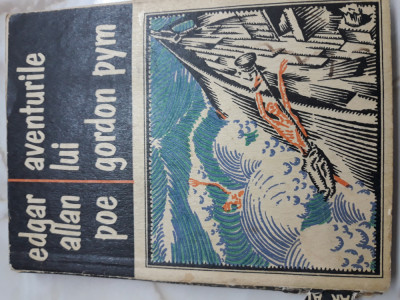 edgar
allan
poe
aventurile
lui
gordon pym